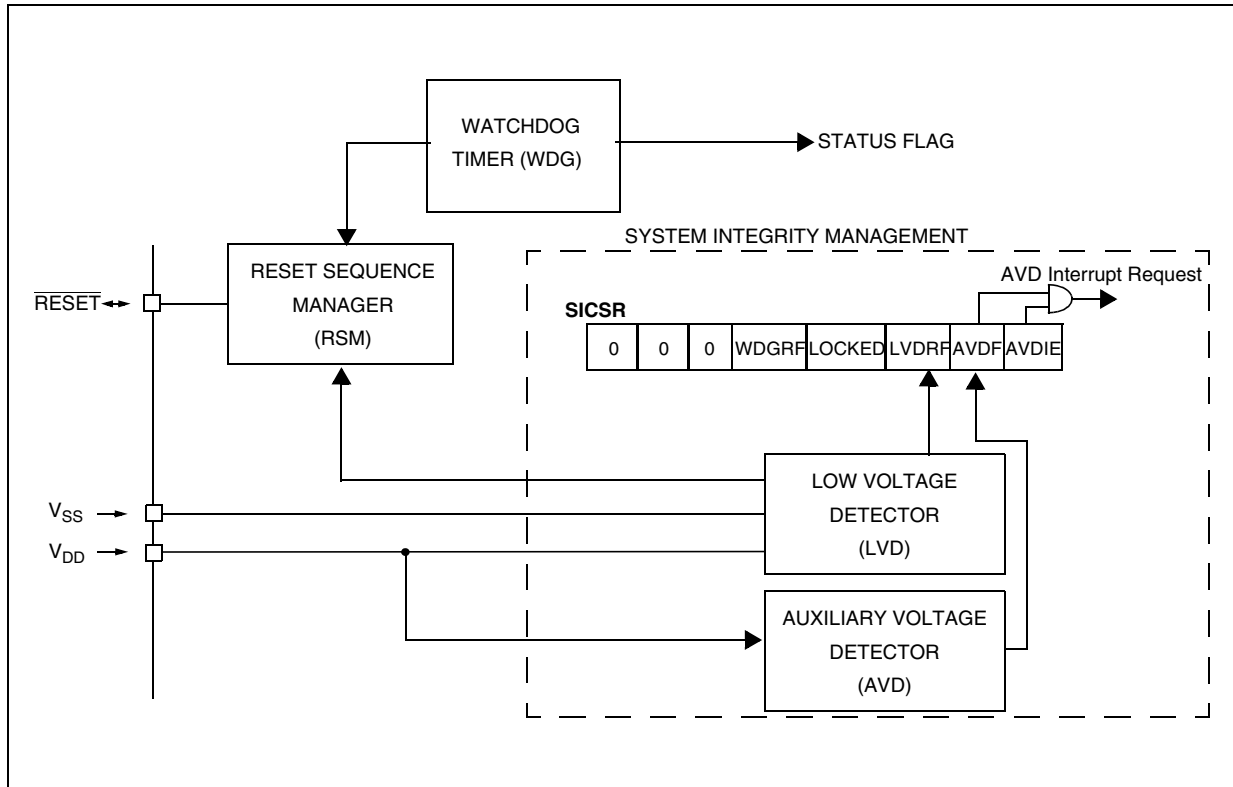 WATCHDOG
TIMER (WDG)
STATUS FLAG
SYSTEM INTEGRITY MANAGEMENT
RESET SEQUENCE
MANAGER
(RSM)
RESET
AVD Interrupt Request
SICSR
0 0 0 WDGRF LOCKED LVDRF AVDF AVDIE
LOW VOLTAGE
DETECTOR
(LVD)
VSS
VDD
AUXILIARY VOLTAGE
DETECTOR
(AVD)